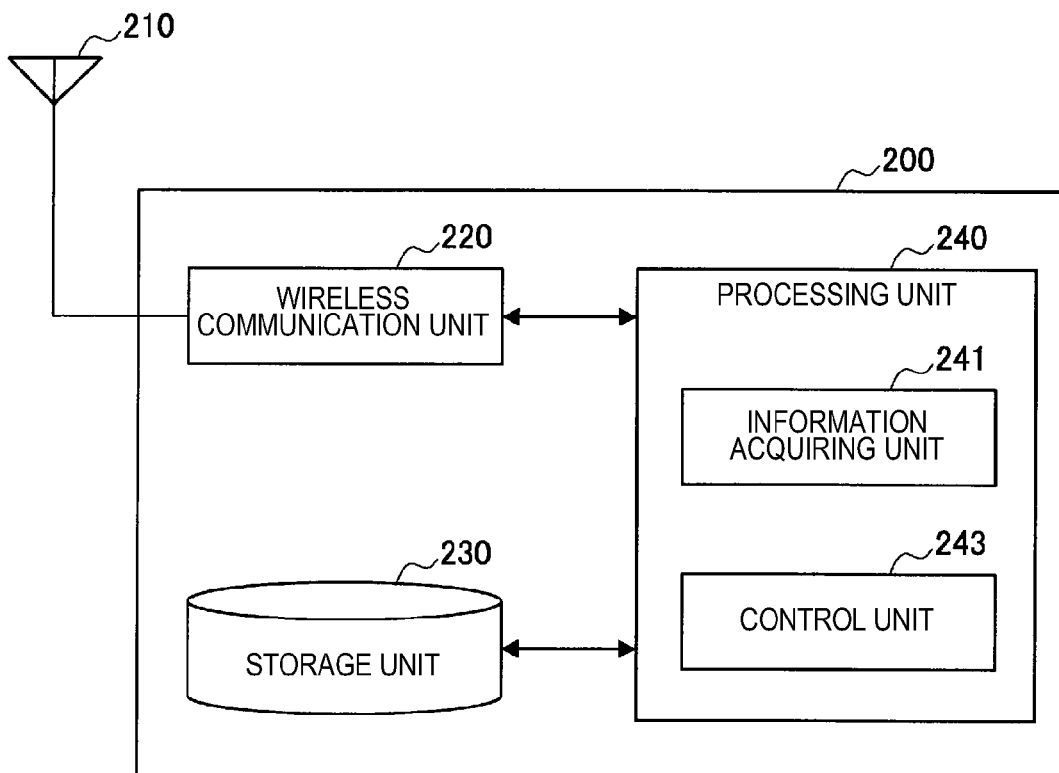 210
200
220
WIRELESS
COMMUNICATION UNIT
240
PROCESSING UNIT
241
INFORMATION
ACQUIRING UNIT
230
STORAGE UNIT
243
CONTROL UNIT